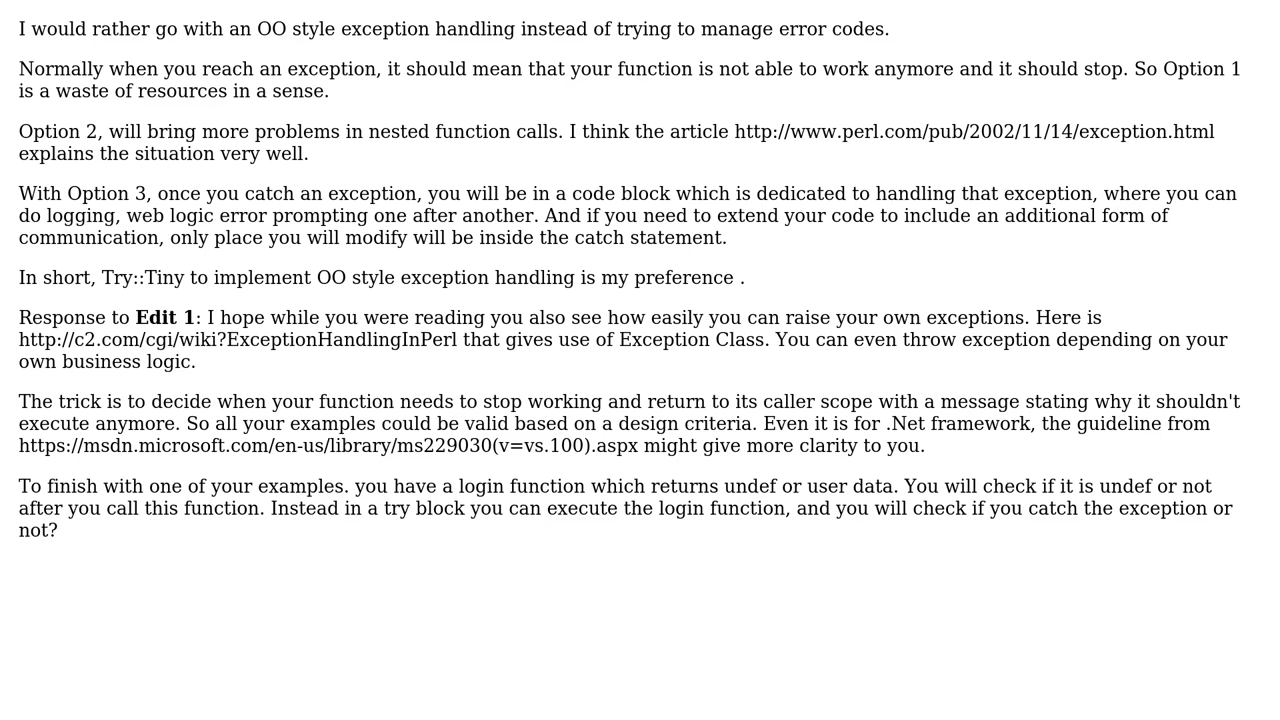 I would rather go with an OO style exception handling instead of trying to manage error codes.
Normally when you reach an exception, it should mean that your function is not able to work anymore and it should stop. So Option 1
is a waste of resources in a sense.
Option 2, will bring more problems in nested function calls. I think the article http://www.perl.com/pub/2002/11/14/exception.html
explains the situation very well.
With Option 3, once you catch an exception, you will be in a code block which is dedicated to handling that exception, where you can
do logging, web logic error prompting one after another. And if you need to extend your code to include an additional form of
communication, only place you will modify will be inside the catch statement.
In short, Try::Tiny to implement OO style exception handling is my preference .
Response to Edit 1: I hope while you were reading you also see how easily you can raise your own exceptions. Here is
http://c2.com/cgi/wiki?ExceptionHandlingInPerl that gives use of Exception Class. You can even throw exception depending on your
own business logic.
The trick is to decide when your function needs to stop working and return to its caller scope with a message stating why it shouldn't
execute anymore. So all your examples could be valid based on a design criteria. Even it is for .Net framework, the guideline from
https://msdn.microsoft.com/en-us/library/ms229030(v=vs.100).aspx might give more clarity to you.
To finish with one of your examples. you have a login function which returns undef or user data. You will check if it is undef or not
after you call this function. Instead in a try block you can execute the login function, and you will check if you catch the exception or
not?